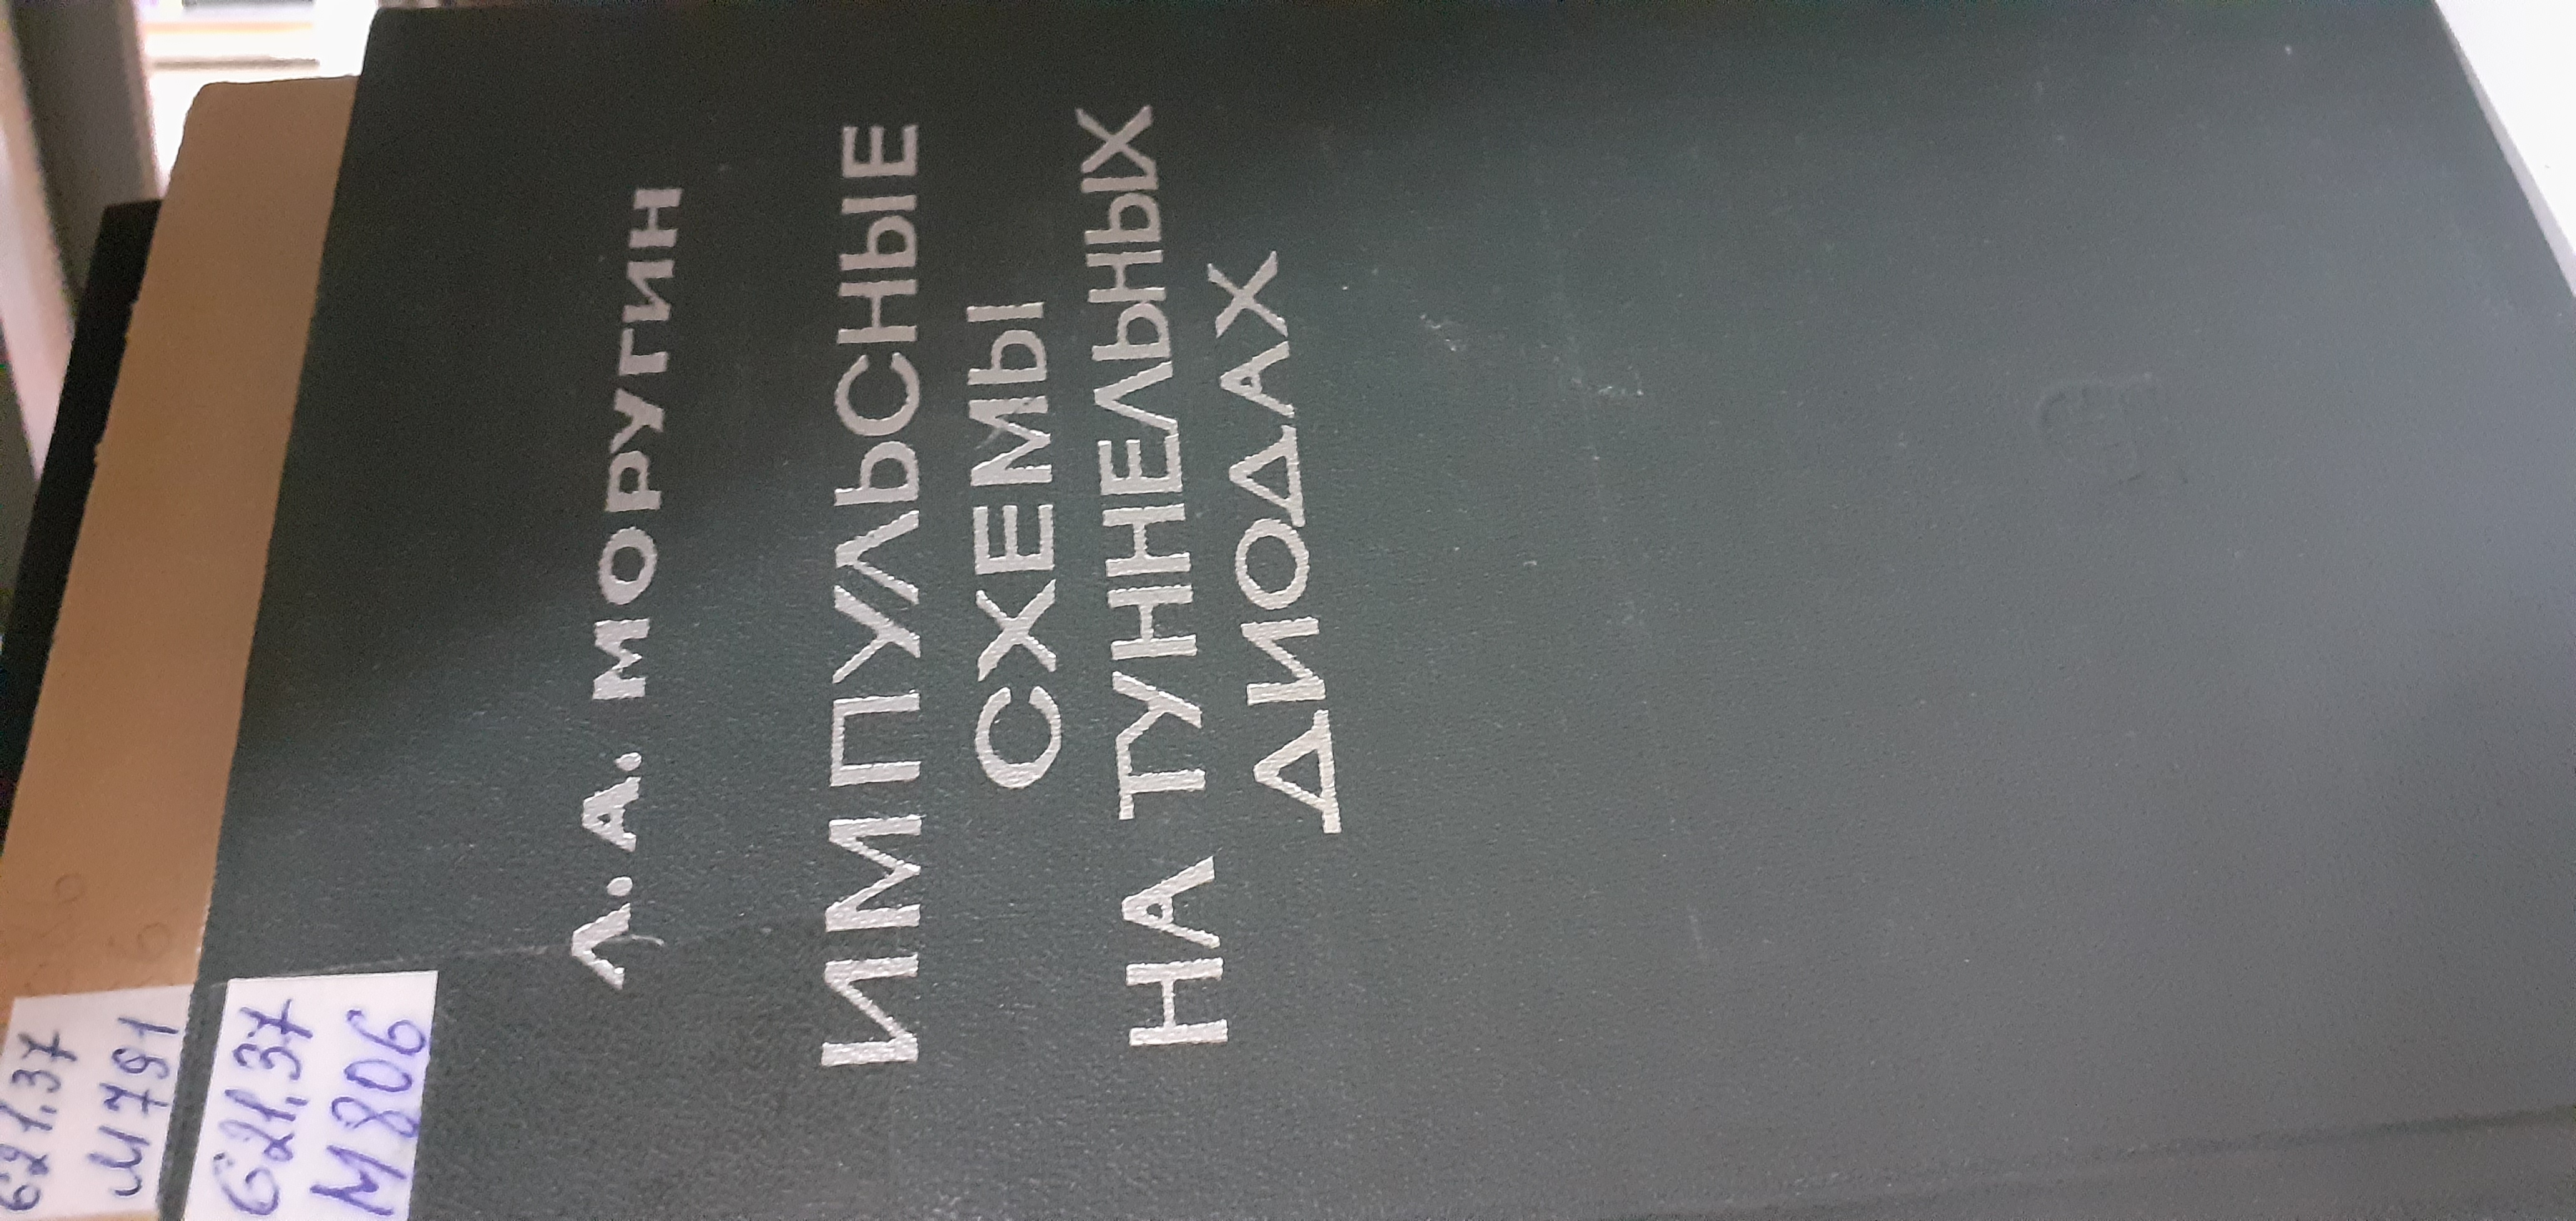 Л. А. МОРУГИН
ИМПУЛЬСНЫЕ
СХЕМЫ
НА ТУННЕЛЬНЫХ
ДИОДАХ
621.37
М806
621.37
М791